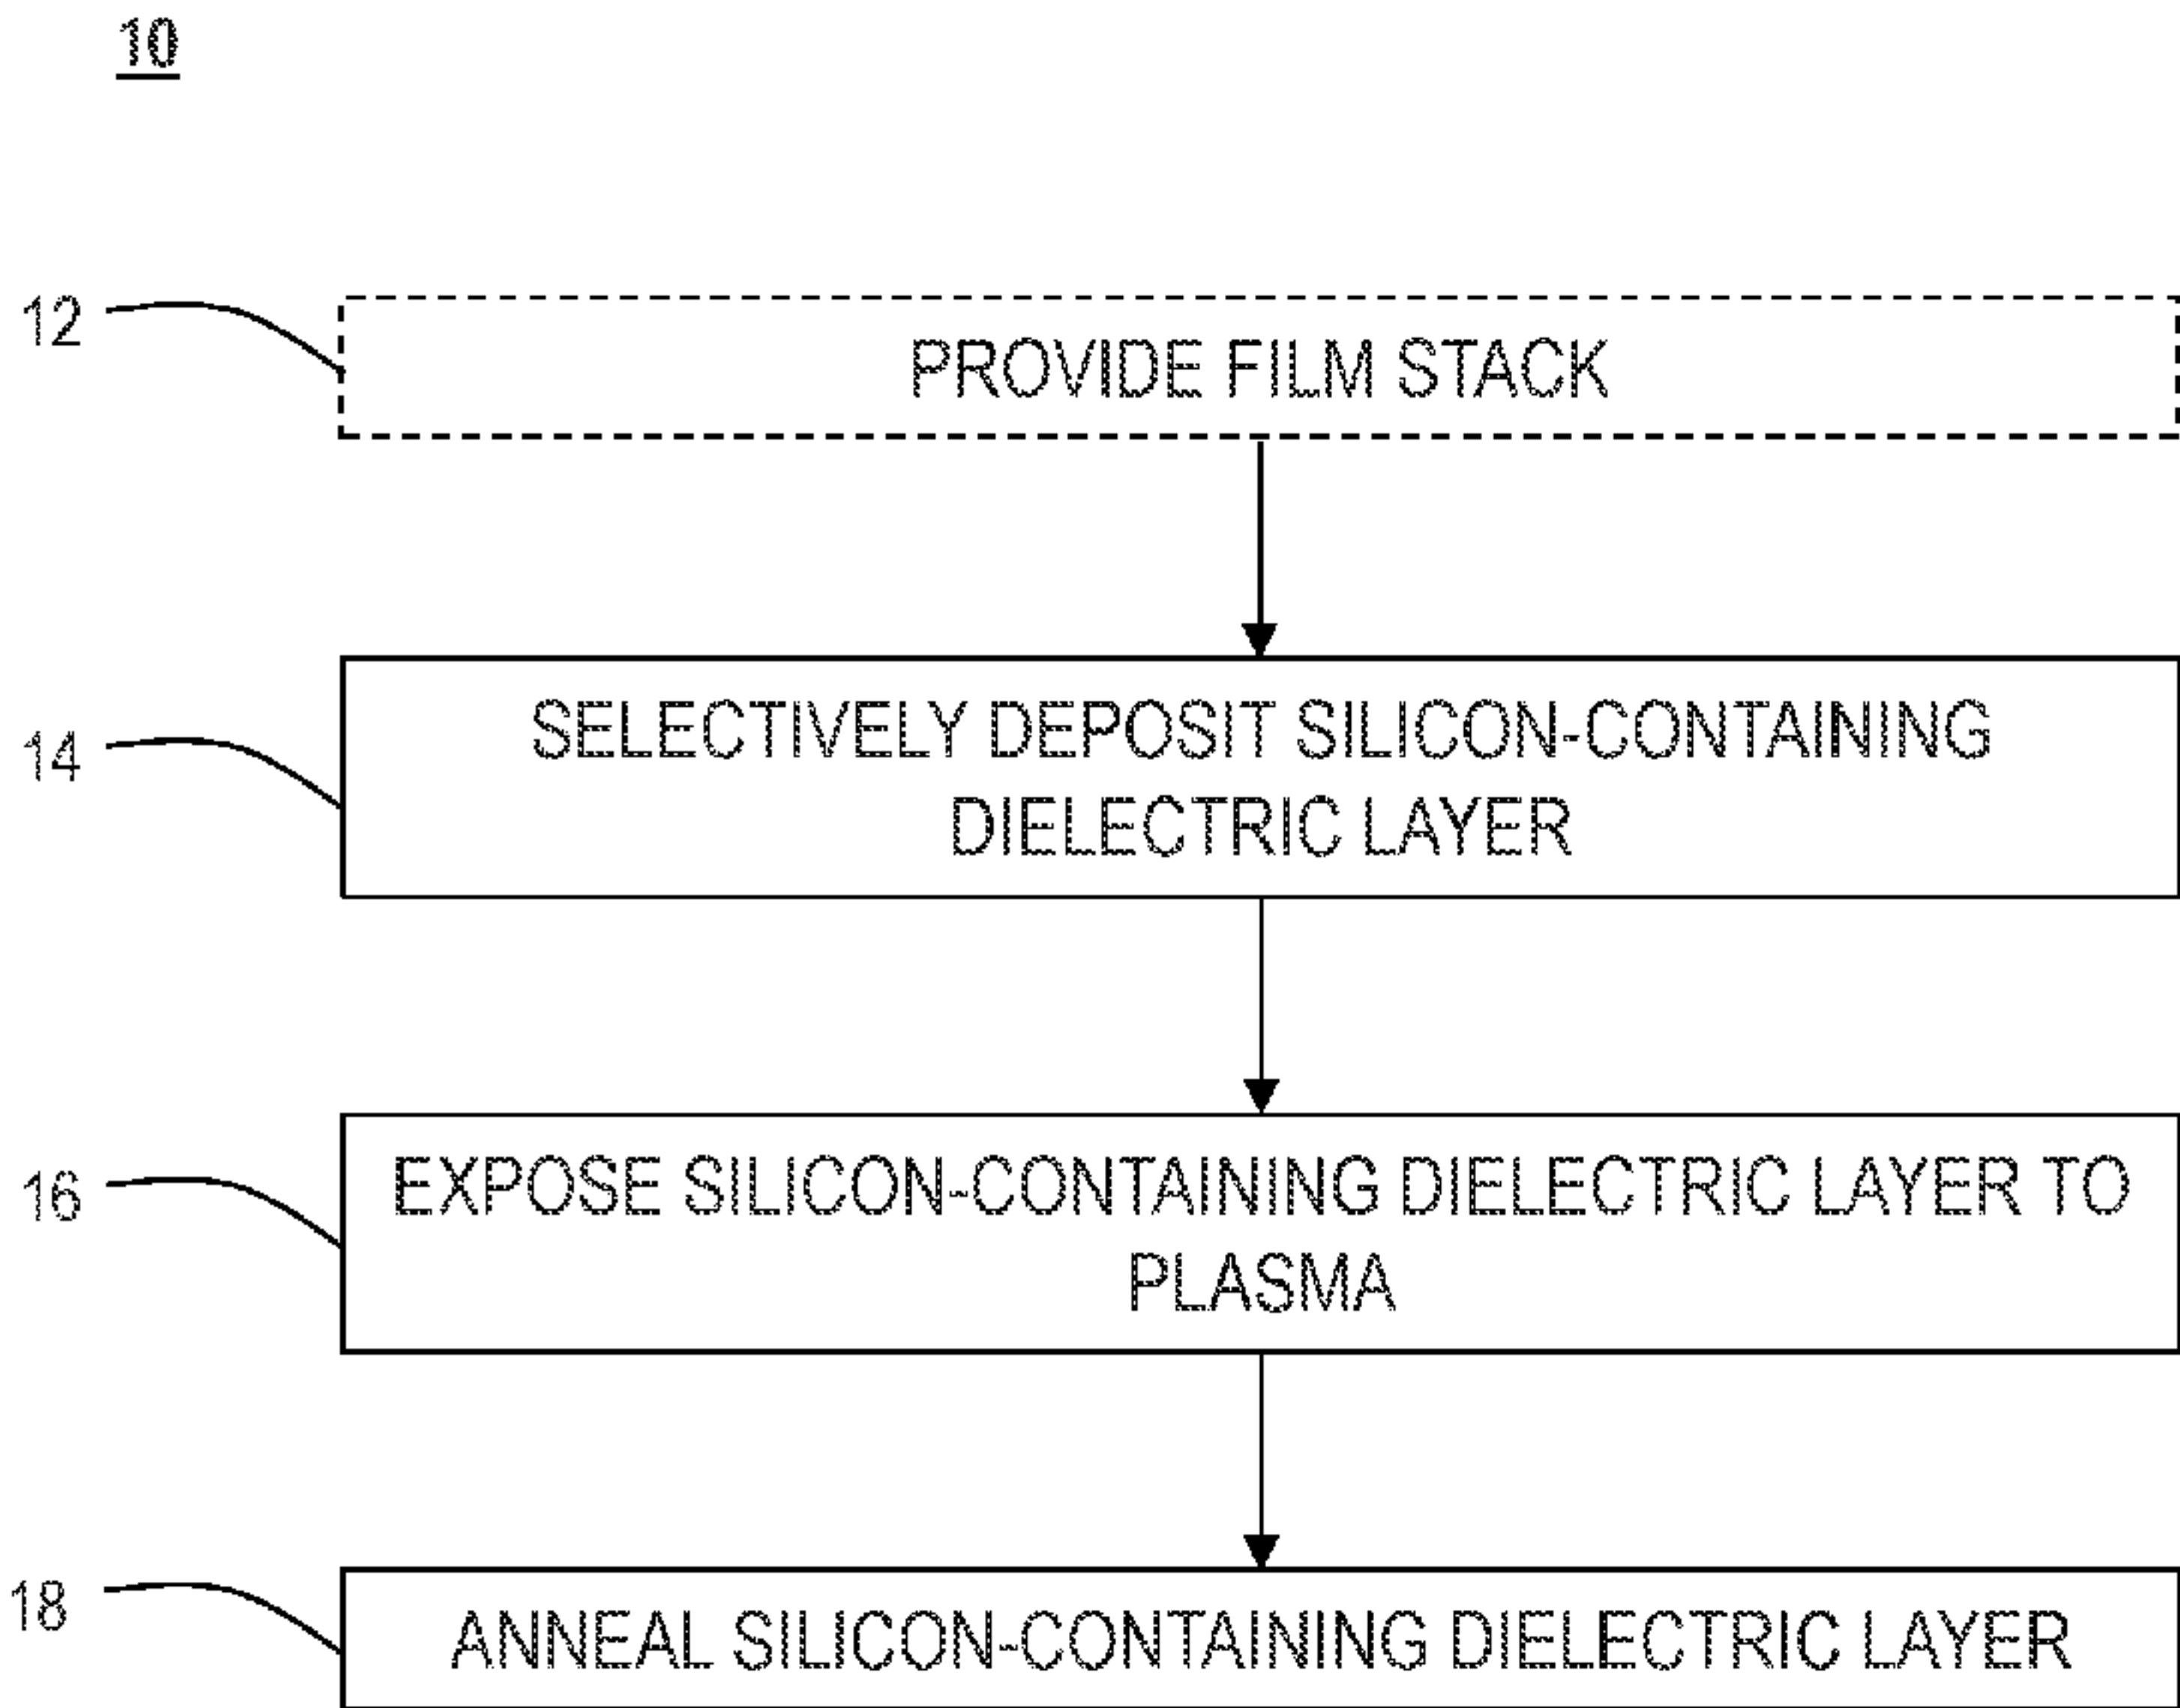 10
12
PROVIDE FILM STACK
14
SELECTIVELY DEPOSIT SILICON-CONTAINING
DIELECTRIC LAYER
16
EXPOSE SILICON-CONTAINING DIELECTRIC LAYER TO
PLASMA
18
ANNEAL SILICON-CONTAINING DIELECTRIC LAYER